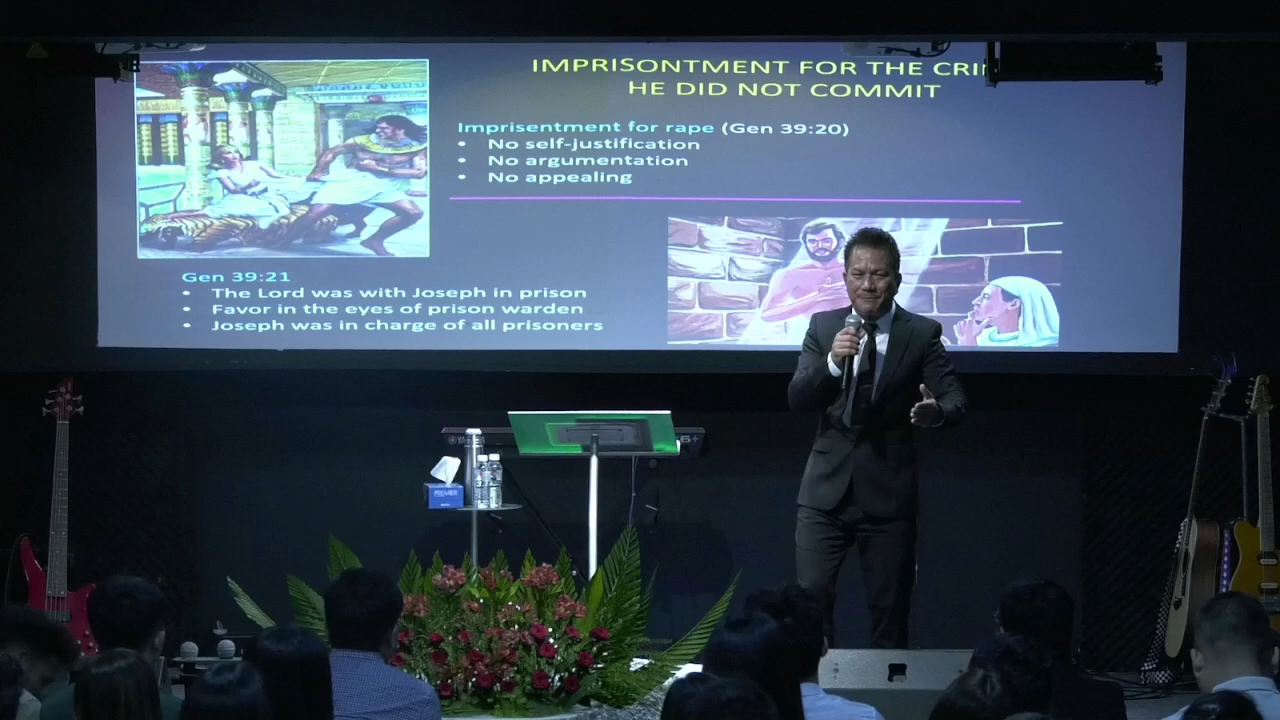 IMPRISONTMENT FOR THE CRI
HE DID NOT COMMIT
Imprisentment for rape (Gen 39:20)
• No self-justification
• No argumentation
• No appealing
Gen 39:21
• The Lord was with Joseph in prison
• Favor in the eyes of prison warden
• Joseph was in charge of all prisoners
PREMIER